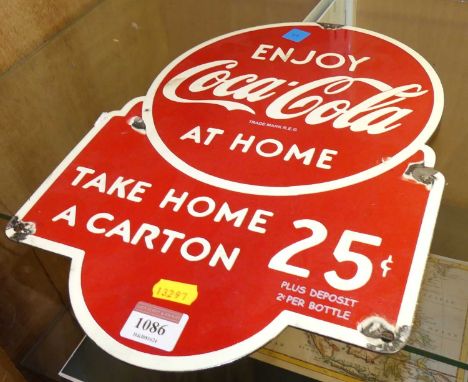 ENJOY
Coca-Cola
TRADE MARK REG
AT HOME
TAKE HOME
A CARTON
25¢
PLUS DEPOSIT
2¢ PER BOTTLE
13297
1086